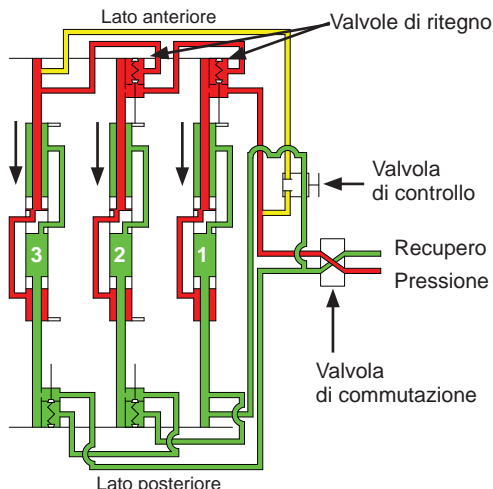 Lato anteriore
Valvole di ritegno
Valvola
di controllo
3 2 1
Recupero
Pressione
Valvola
di commutazione
Lato posteriore